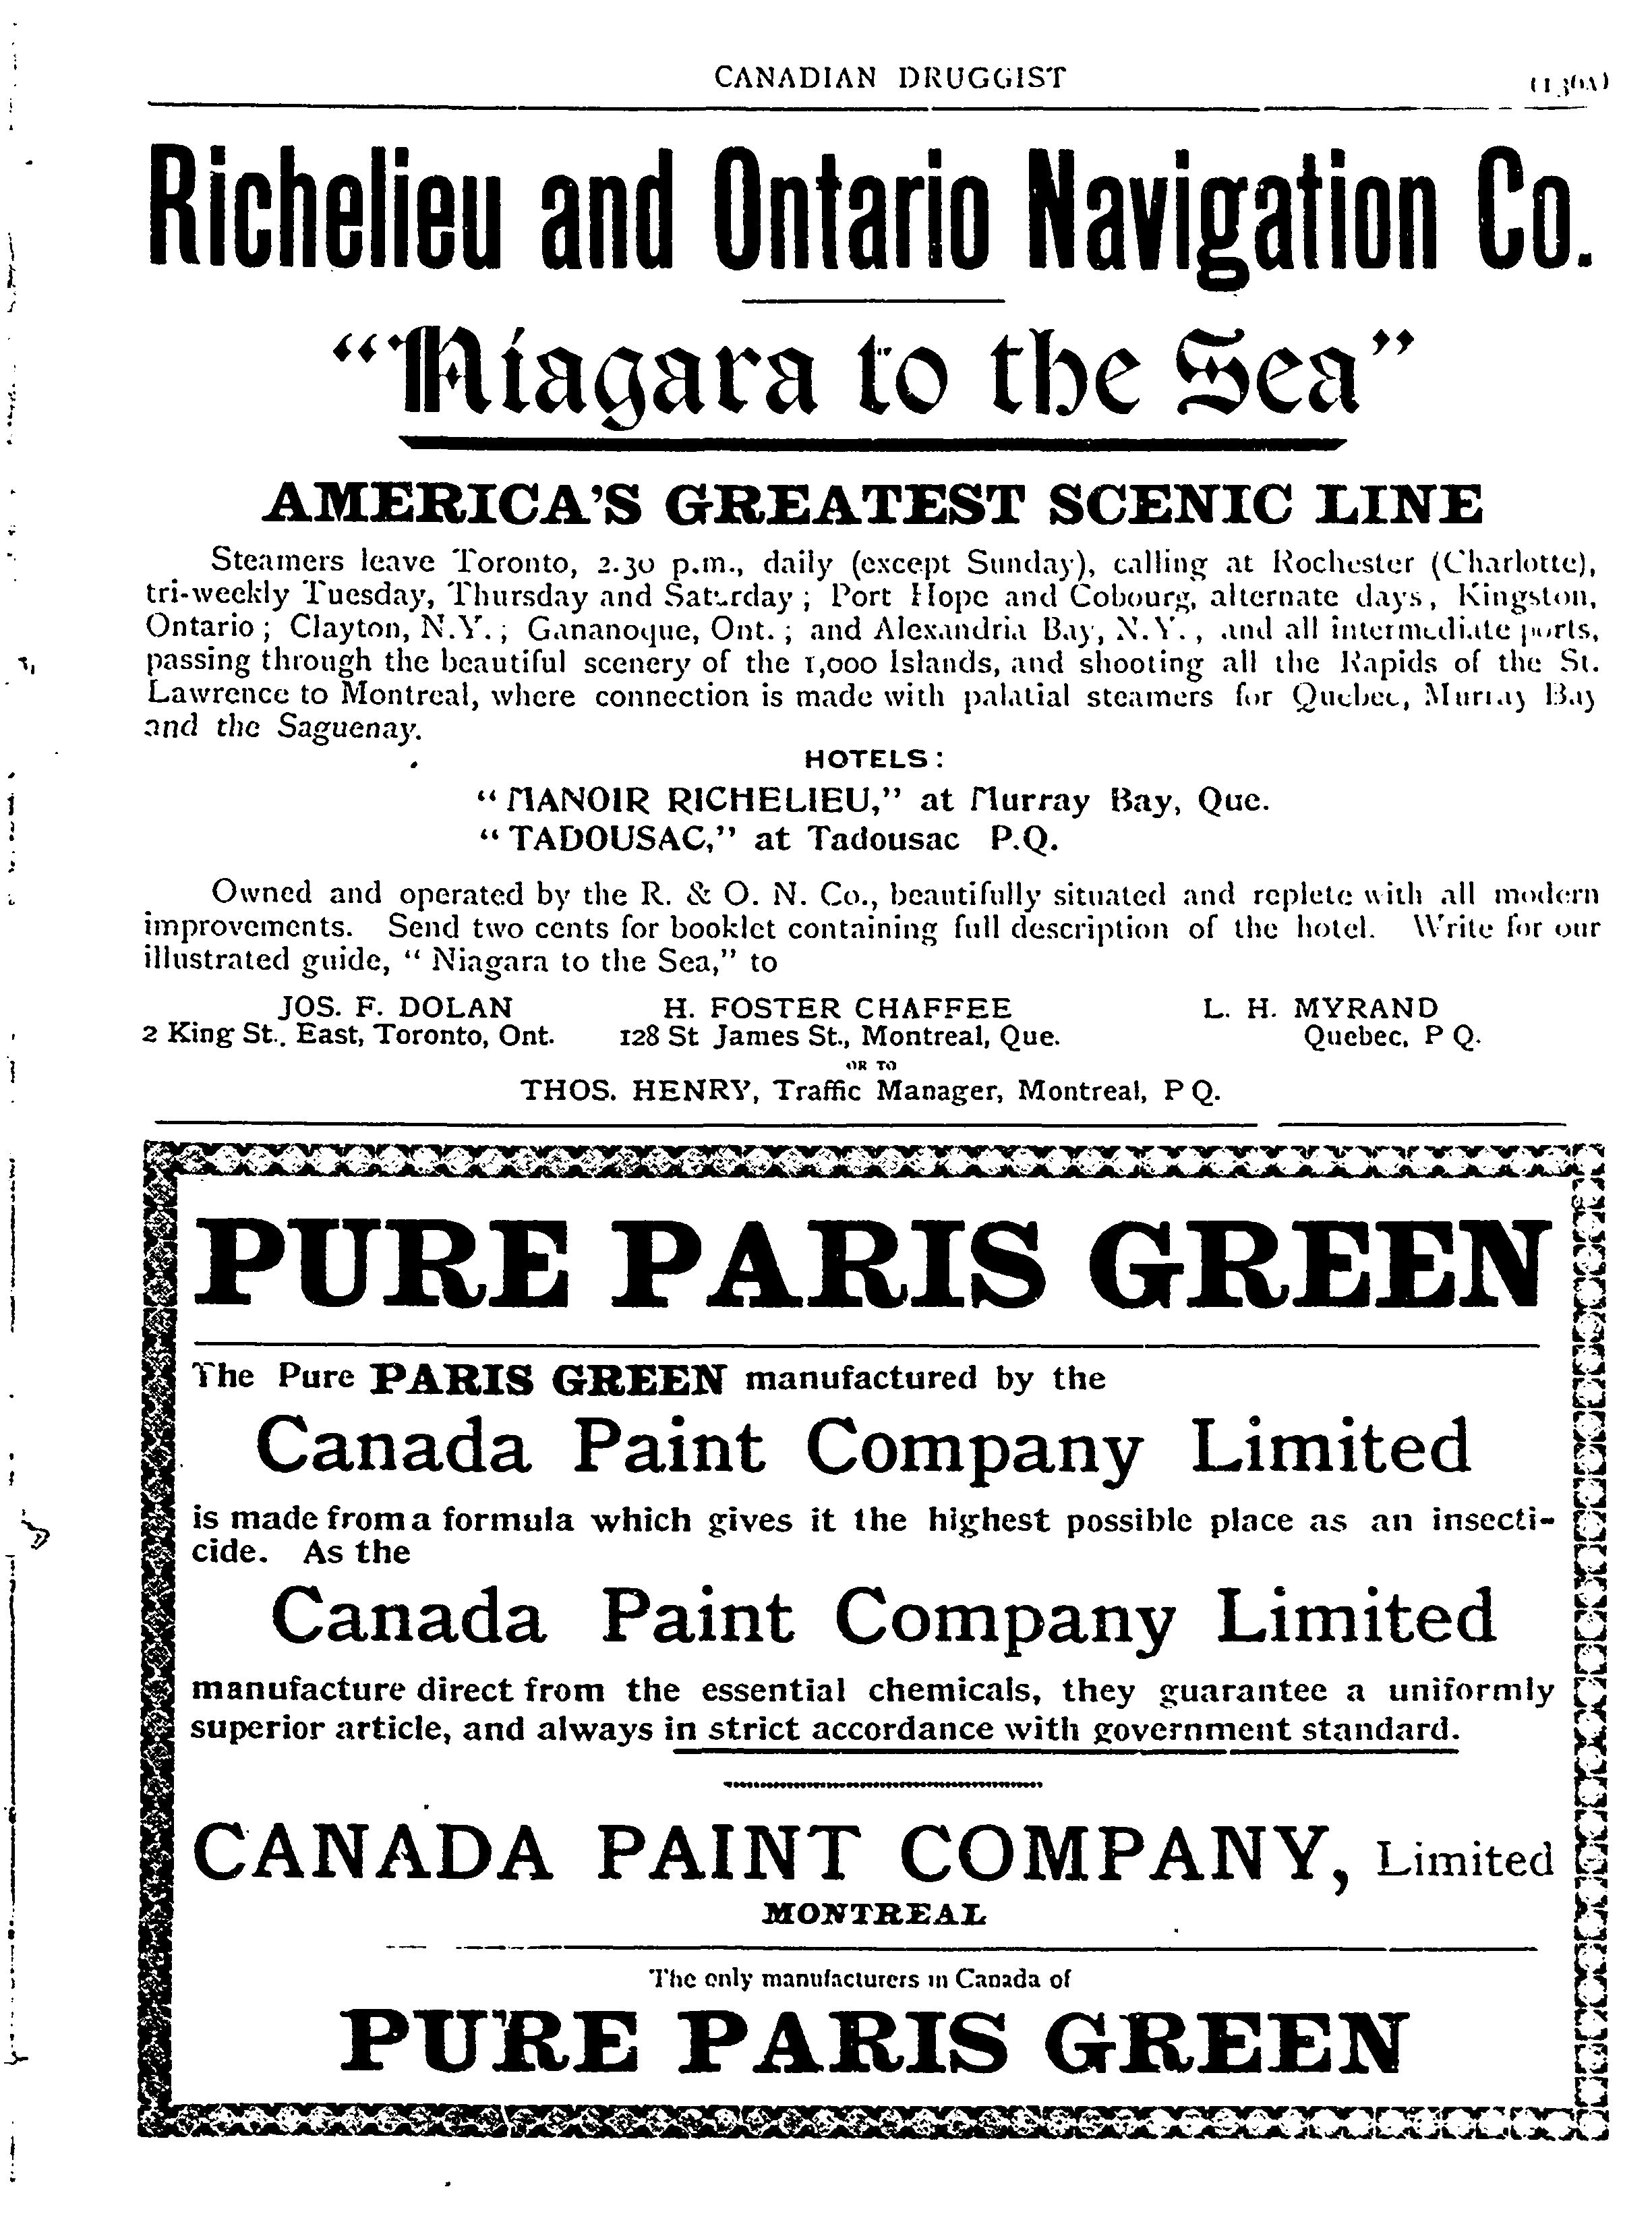 CANADIAN DRUGGIST (136A)
Richelieu and Ontario Navigation Co.
"Niagara to the Sea"
AMERICA'S GREATEST SCENIC LINE
Steamers leave Toronto, 2.30 p.m., daily (except Sunday), calling at Rochester (Charlotte),
tri-weekly Tuesday, Thursday and Saturday ; Port Hope and Cobourg, alternate days, Kingston,
Ontario ; Clayton, N.Y. ; Gananoque, Ont. ; and Alexandria Bay, N.Y., and all intermediate ports,
passing through the beautiful scenery of the 1,000 Islands, and shooting all the Rapids of the St.
Lawrence to Montreal, where connection is made with palatial steamers for Quebec, Murray Bay
and the Saguenay.
HOTELS :
"MANOIR RICHELIEU," at Murray Bay, Que.
"TADOUSAC," at Tadousac P.Q.
Owned and operated by the R. & O. N. Co., beautifully situated and replete with all modern
improvements. Send two cents for booklet containing full description of the hotel. Write for our
illustrated guide, "Niagara to the Sea," to
JOS. F. DOLAN H. FOSTER CHAFFEE L. H. MYRAND
2 King St., East, Toronto, Ont. 128 St James St., Montreal, Que. Quebec, P Q.
OR TO
THOS. HENRY, Traffic Manager, Montreal, P Q.
PURE PARIS GREEN
The Pure PARIS GREEN manufactured by the
Canada Paint Company Limited
is made from a formula which gives it the highest possible place as an insecti-
cide. As the
Canada Paint Company Limited
manufacture direct from the essential chemicals, they guarantee a uniformly
superior article, and always in strict accordance with government standard.
CANADA PAINT COMPANY, Limited
MONTREAL
The only manufacturers in Canada of
PURE PARIS GREEN